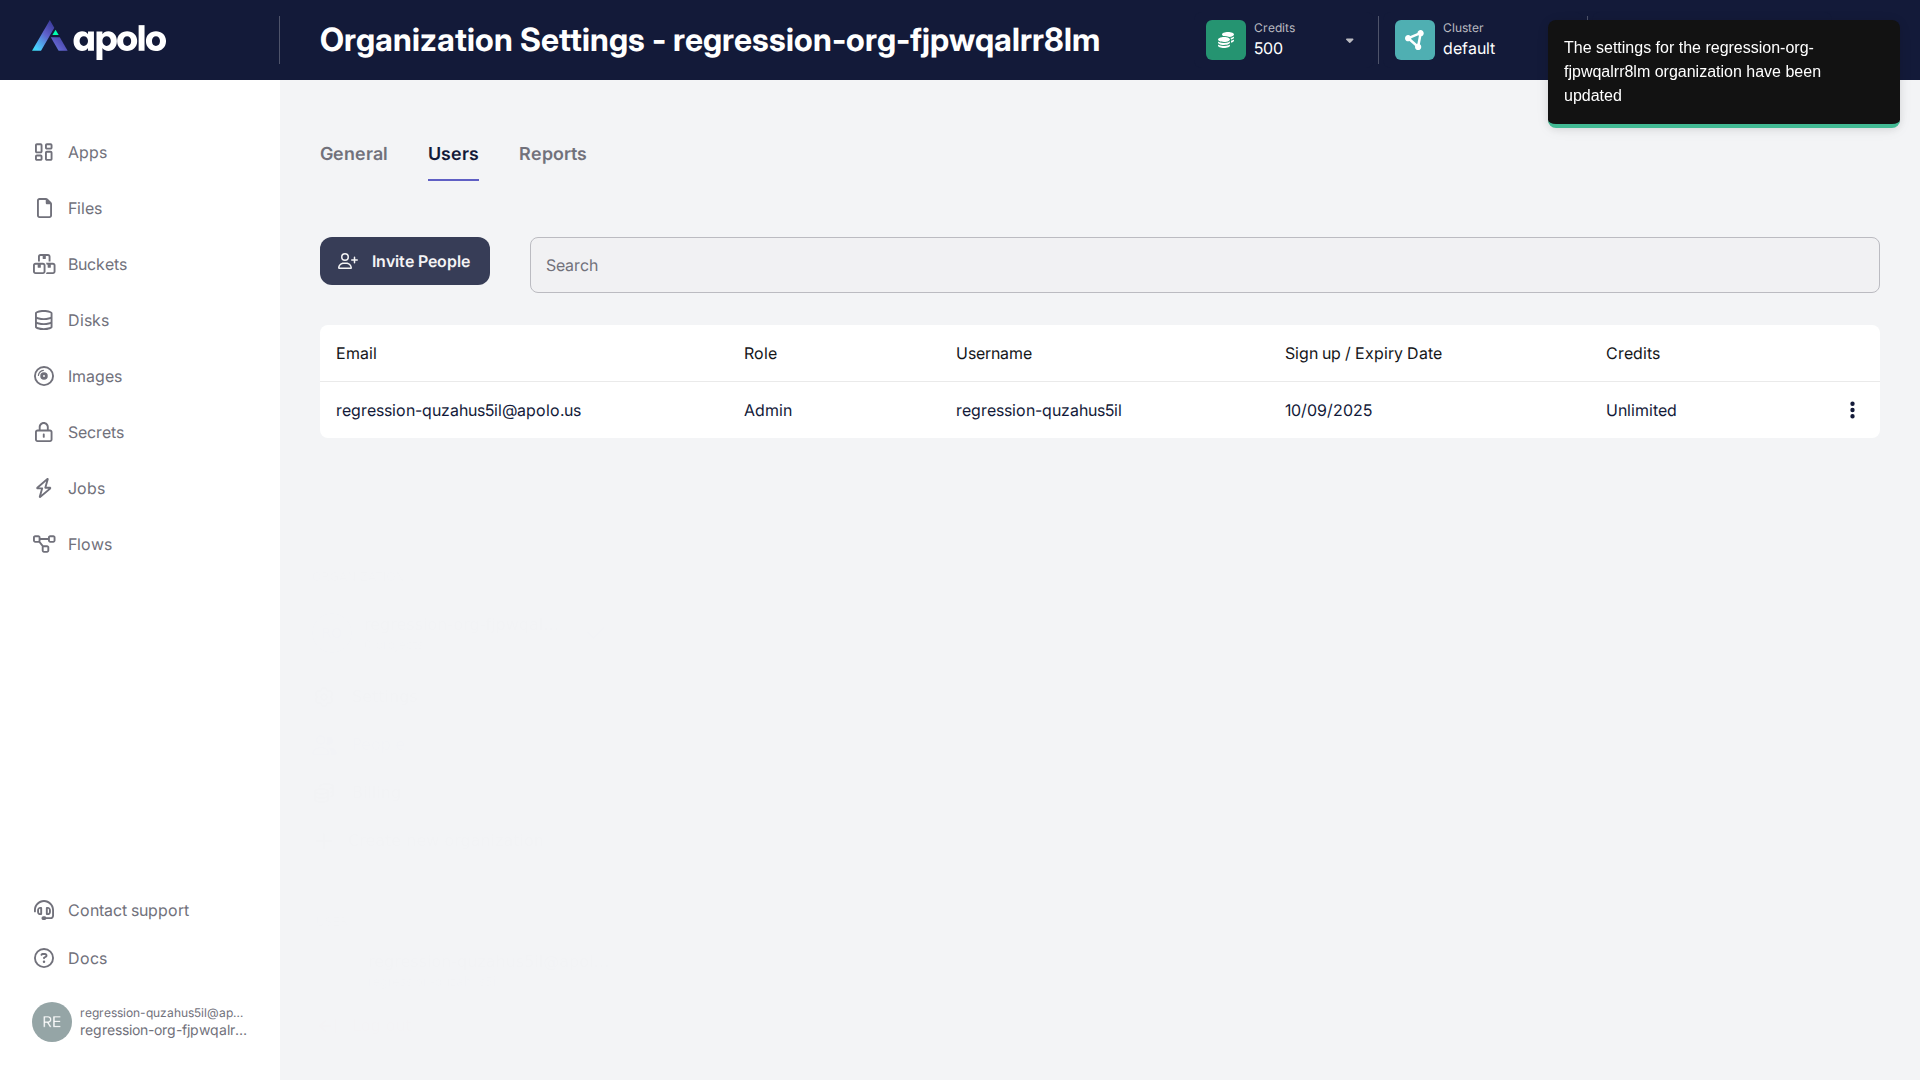 apolo
Organization Settings - regression-org-fjpwqalrr8lm
Credits
500
Cluster
default
The settings for the regression-org-
fjpwqalrr8lm organization have been
updated
Apps
Files
Buckets
Disks
Images
Secrets
Jobs
Flows
General Users Reports
Invite People
Search
Email Role Username Sign up / Expiry Date Credits
regression-quzahus5il@apolo.us Admin regression-quzahus5il 10/09/2025 Unlimited
Contact support
Docs
RE
regression-quzahus5il@ap...
regression-org-fjpwqalr...